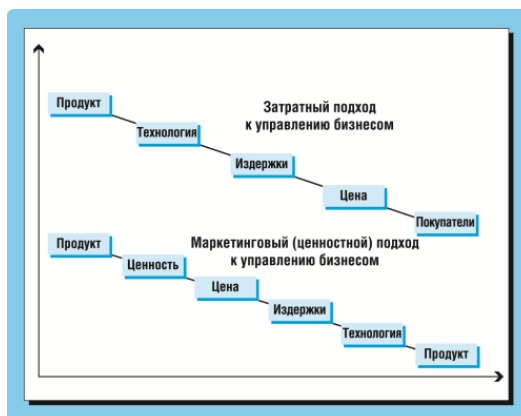 Продукт
Затратный подход
к управлению бизнесом
Технология
Издержки
Цена
Покупатели
Продукт
Маркетинговый (ценностной) подход
к управлению бизнесом
Ценность
Цена
Издержки
Технология
Продукт